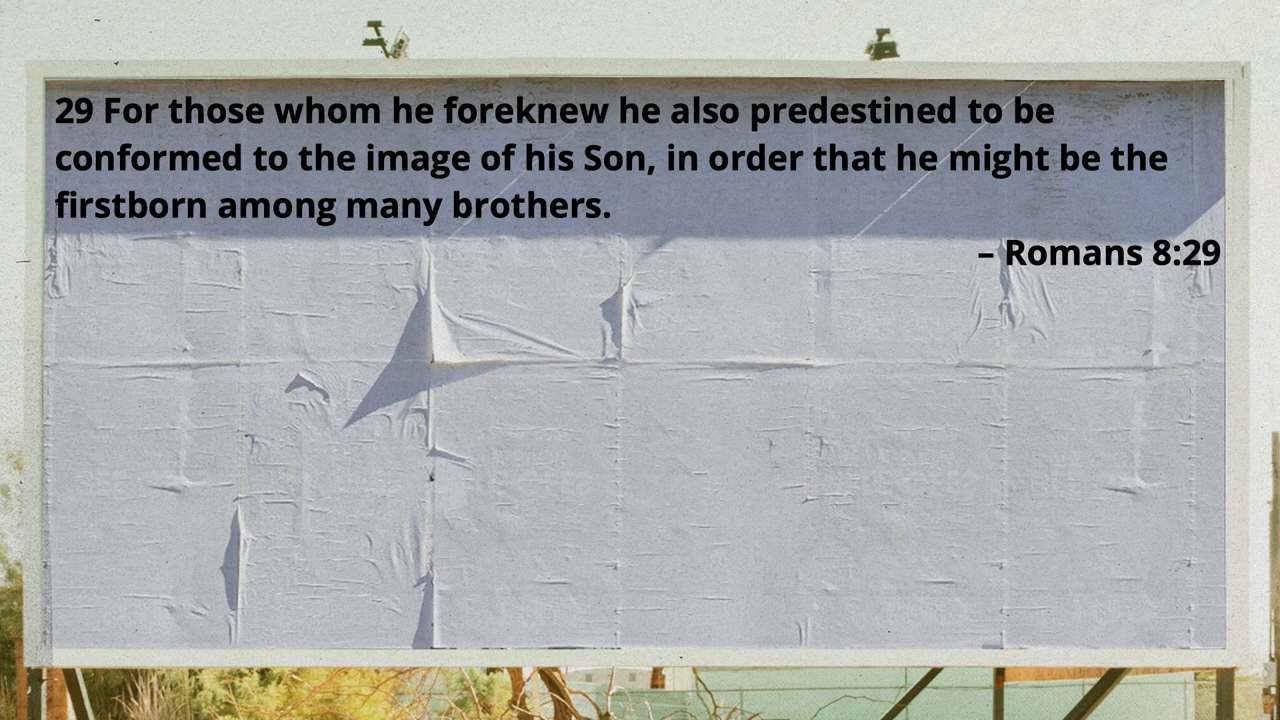 29 For those whom he foreknew he also predestined to be
conformed to the image of his Son, in order that he might be the
firstborn among many brothers.
– Romans 8:29